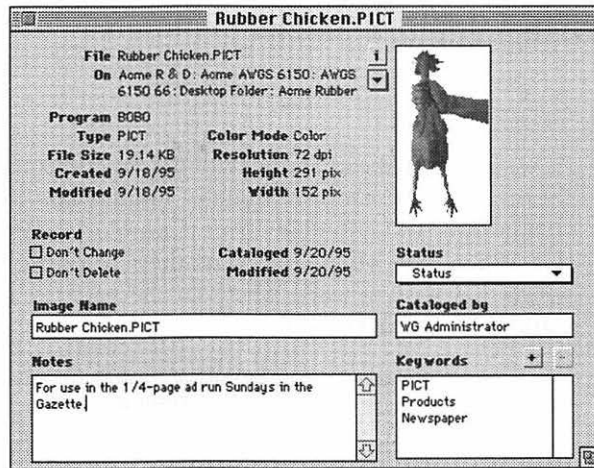 Rubber Chicken.PICT
File Rubber Chicken.PICT
i
On Acme R & D: Acme AWGS 6150: AWGS
6150 66: Desktop Folder: Acme Rubber
Program BOBO
Type PICT
Color Mode Color
File Size 19.14 KB
Resolution 72 dpi
Created 9/18/95
Height 291 pix
Modified 9/18/95
Width 152 pix
Record
Don't Change
Cataloged 9/20/95
Don't Delete
Modified 9/20/95
Status
Status
Image Name
Rubber Chicken.PICT
Cataloged by
WG Administrator
Notes
For use in the 1/4-page ad run Sundays in the
Gazette.
Keywords + -
PICT
Products
Newspaper